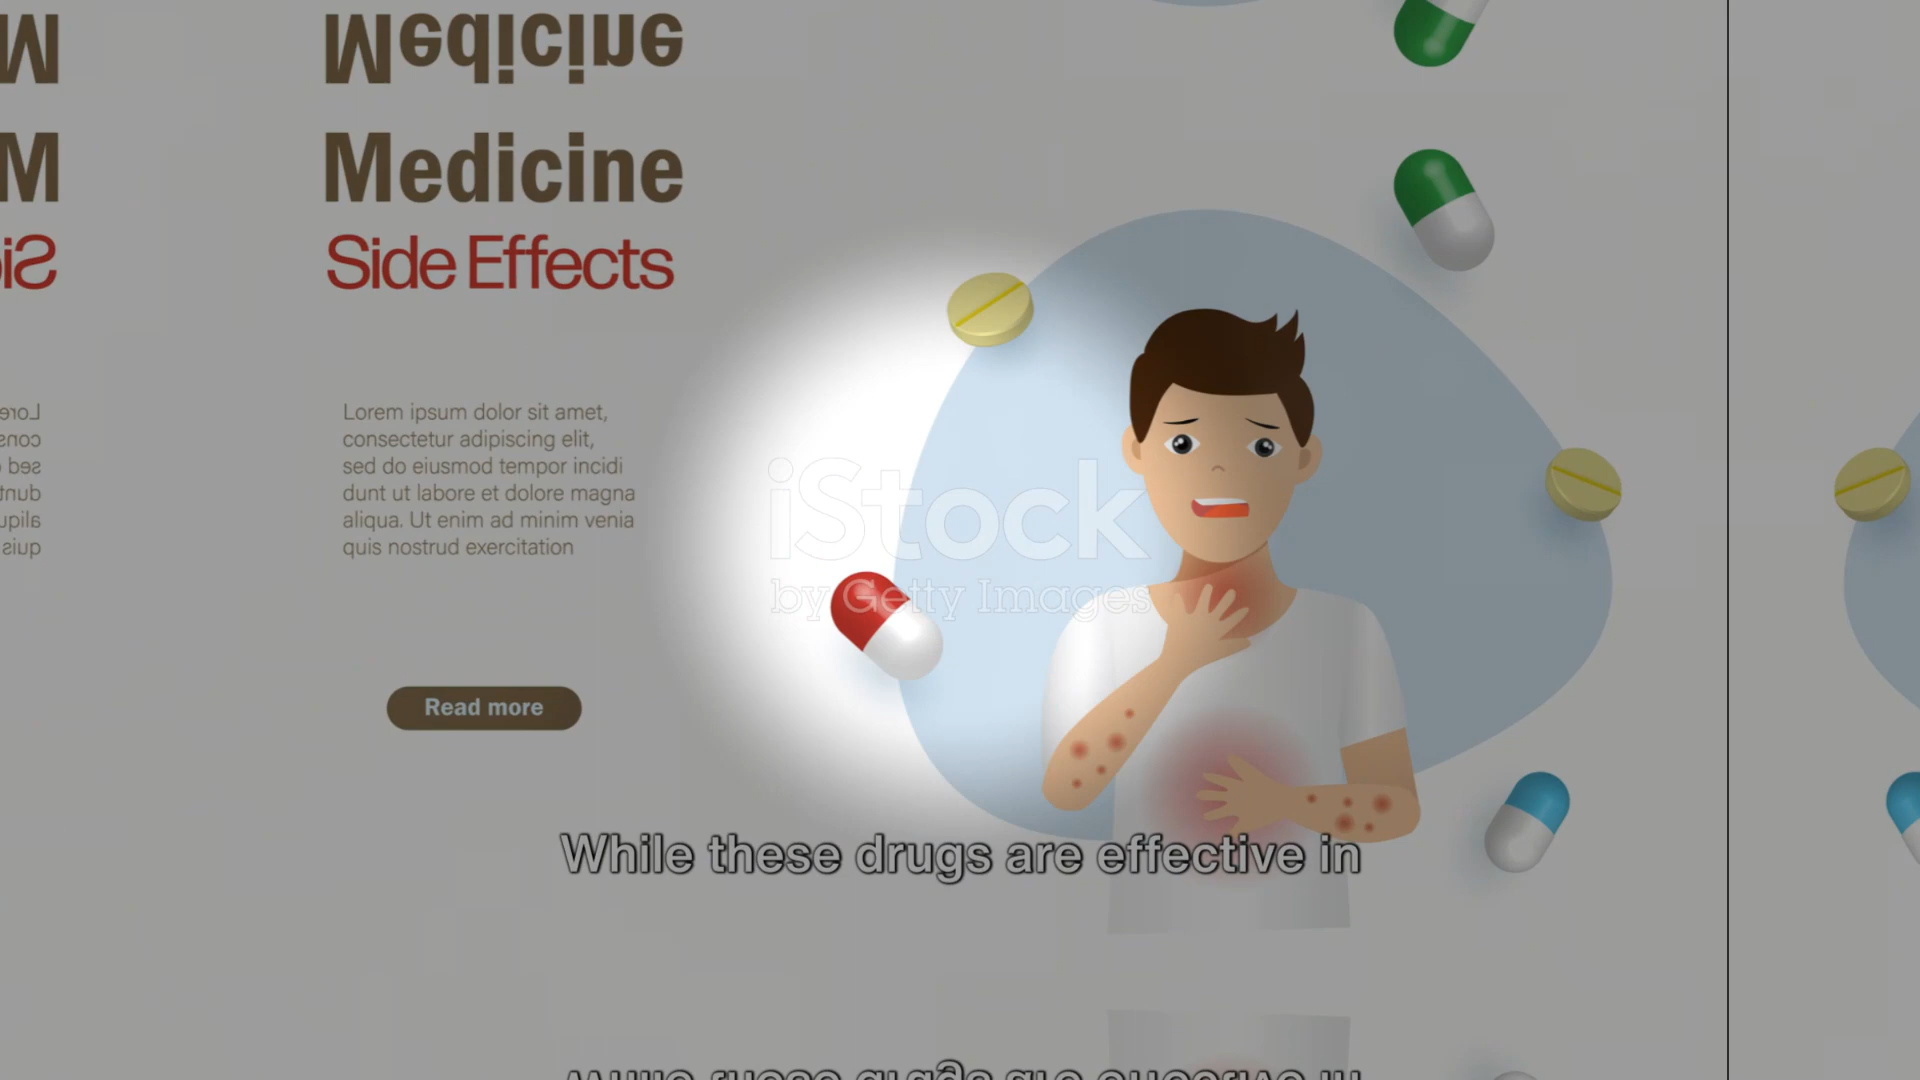 Medicine
M
Medicine
Side Effects
Lorem ipsum dolor sit amet,
consectetur adipiscing elit,
sed do eiusmod tempor incidi
dunt ut labore et dolore magna
aliqua. Ut enim ad minim venia
quis nostrud exercitation
Read more
iStock
by Getty Images
While these drugs are effective in